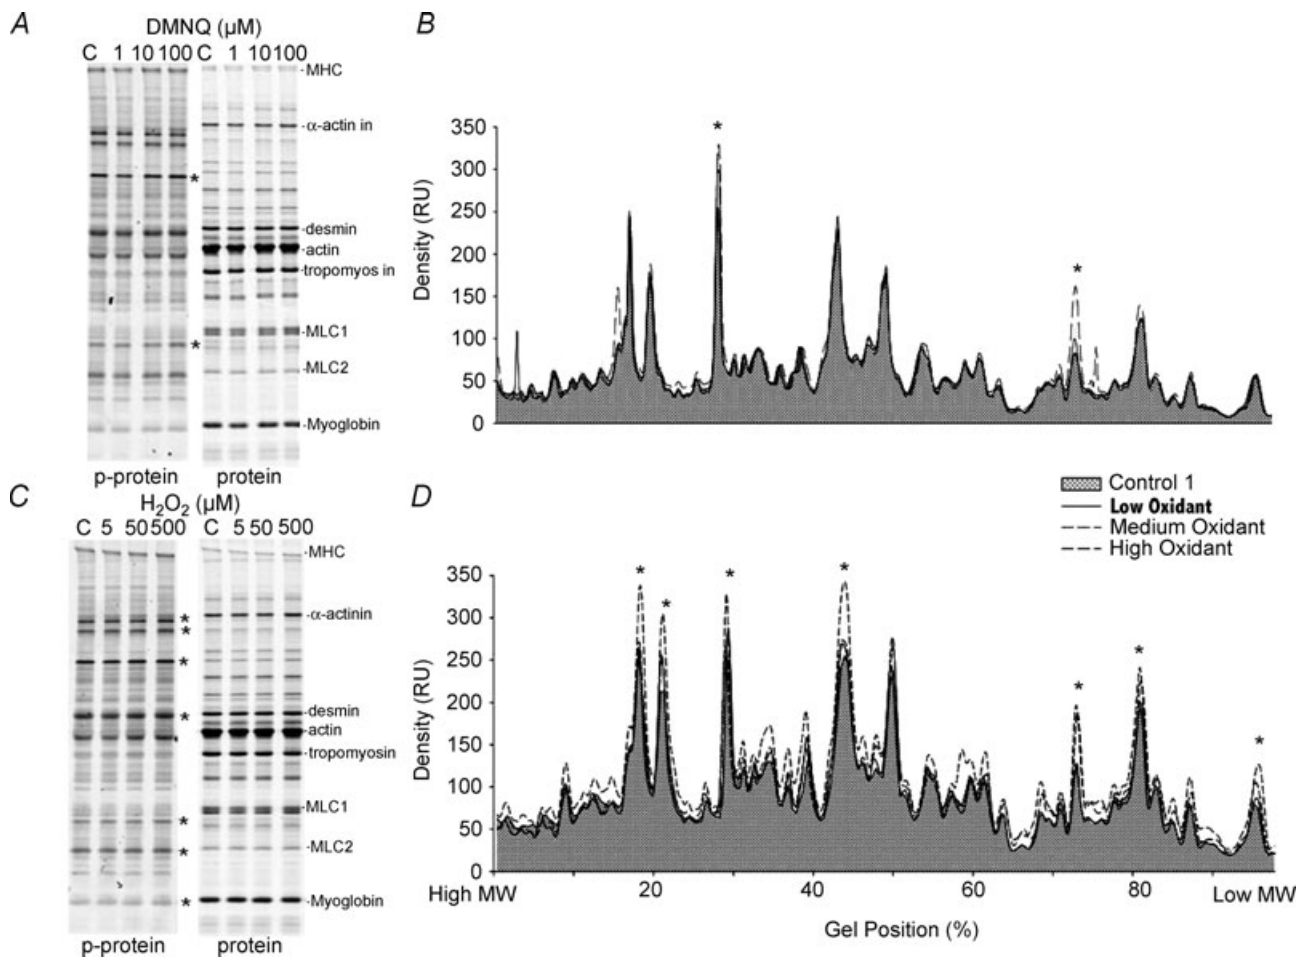 A
DMNQ (µM)
C 1 10 100 C 1 10 100
-MHC
-α-actin in
*
-desmin
-actin
-tropomyos in
-MLC1
*
-MLC2
-Myoglobin
p-protein protein
B
*
*
350
300
250
200
150
100
50
0
Density (RU)
C
H₂O₂ (µM)
C 5 50 500 C 5 50 500
-MHC
-α-actinin
*
*
*
-desmin
*
-actin
-tropomyosin
-MLC1
*
-MLC2
*
-Myoglobin
*
p-protein protein
D
Control 1
Low Oxidant
Medium Oxidant
High Oxidant
* * * * * * *
350
300
250
200
150
100
50
0
Density (RU)
High MW 20 40 60 80 Low MW
Gel Position (%)